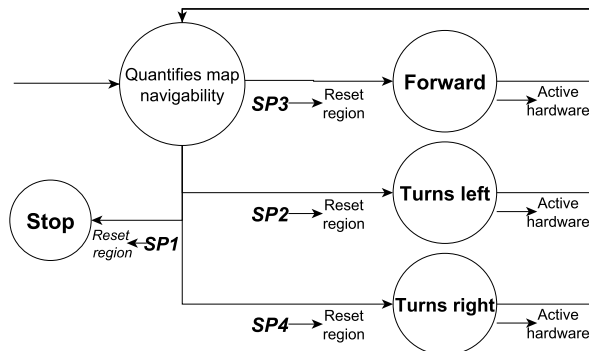 Quantifies map
navigability
Forward
SP3
Reset
region
Active
hardware
Stop
Reset
region
SP1
Turns left
SP2
Reset
region
Active
hardware
Turns right
SP4
Reset
region
Active
hardware